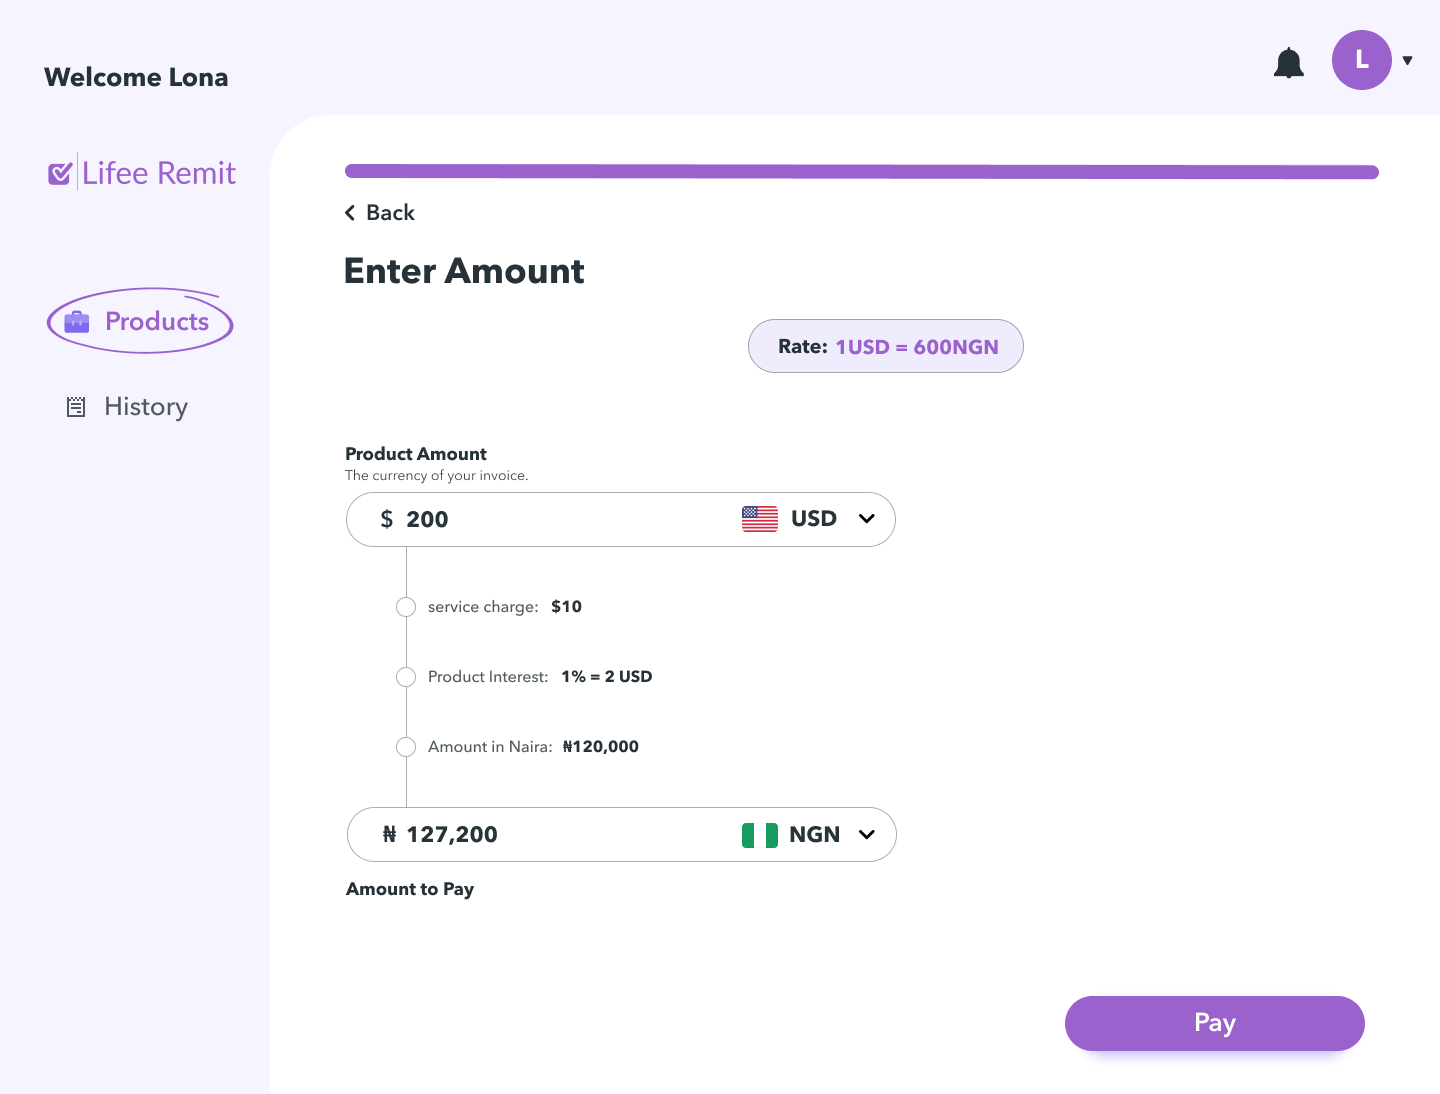 Welcome Lona
L
Lifee Remit
Back
Enter Amount
Products
Rate: 1USD = 600NGN
History
Product Amount
The currency of your invoice.
$ 200 USD
service charge: $10
Product Interest: 1% = 2 USD
Amount in Naira: ₦120,000
₦ 127,200 NGN
Amount to Pay
Pay